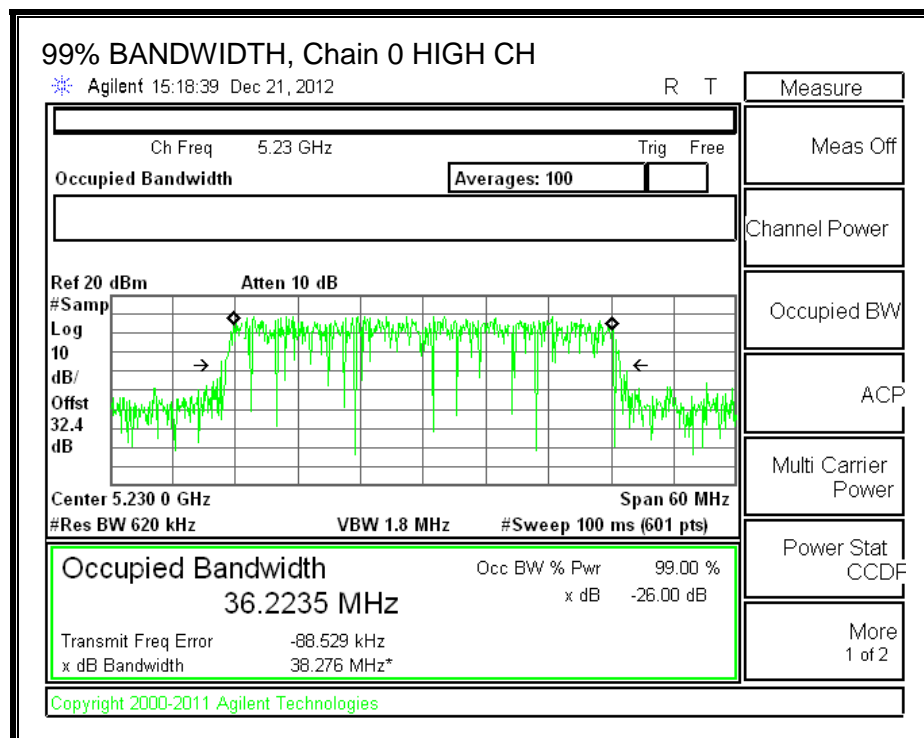 99% BANDWIDTH, Chain 0 HIGH CH
Agilent 15:18:39 Dec 21, 2012 R T
Measure
Ch Freq 5.23 GHz Trig Free
Occupied Bandwidth Averages: 100
Ref 20 dBm Atten 10 dB
#Samp
Log
10
dB/
Offst
32.4
dB
Center 5.230 0 GHz Span 60 MHz
#Res BW 620 kHz VBW 1.8 MHz #Sweep 100 ms (601 pts)
Occupied Bandwidth Occ BW % Pwr 99.00 %
36.2235 MHz x dB -26.00 dB
Transmit Freq Error -88.529 kHz
x dB Bandwidth 38.276 MHz*
Copyright 2000-2011 Agilent Technologies
Meas Off
Channel Power
Occupied BW
ACP
Multi Carrier
Power
Power Stat
CCDF
More
1 of 2